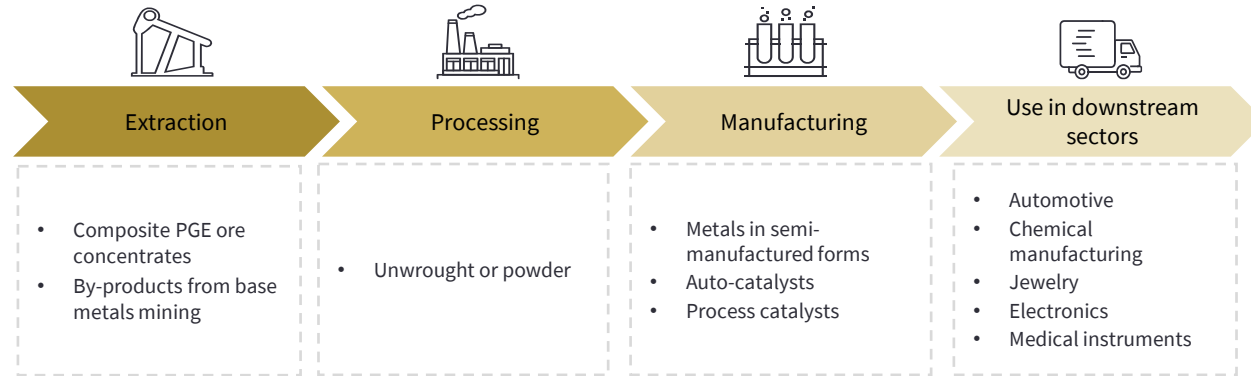 Extraction
Processing
Manufacturing
Use in downstream
sectors
• Composite PGE ore
concentrates
• By-products from base
metals mining
• Unwrought or powder
• Metals in semi-
manufactured forms
• Auto-catalysts
• Process catalysts
• Automotive
• Chemical
manufacturing
• Jewelry
• Electronics
• Medical instruments